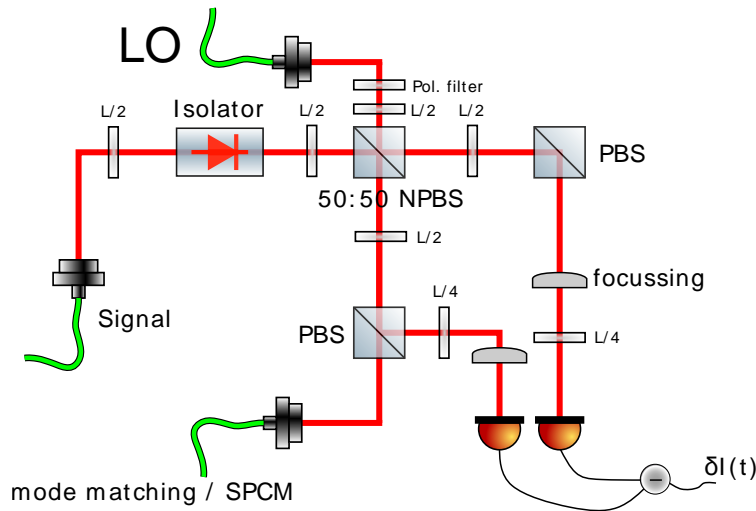 LO
Pol. filter
L/2
Isolator
L/2
L/2
L/2
PBS
50:50 NPBS
L/2
focussing
L/4
Signal
PBS
L/4
mode matching / SPCM
−
δI(t)